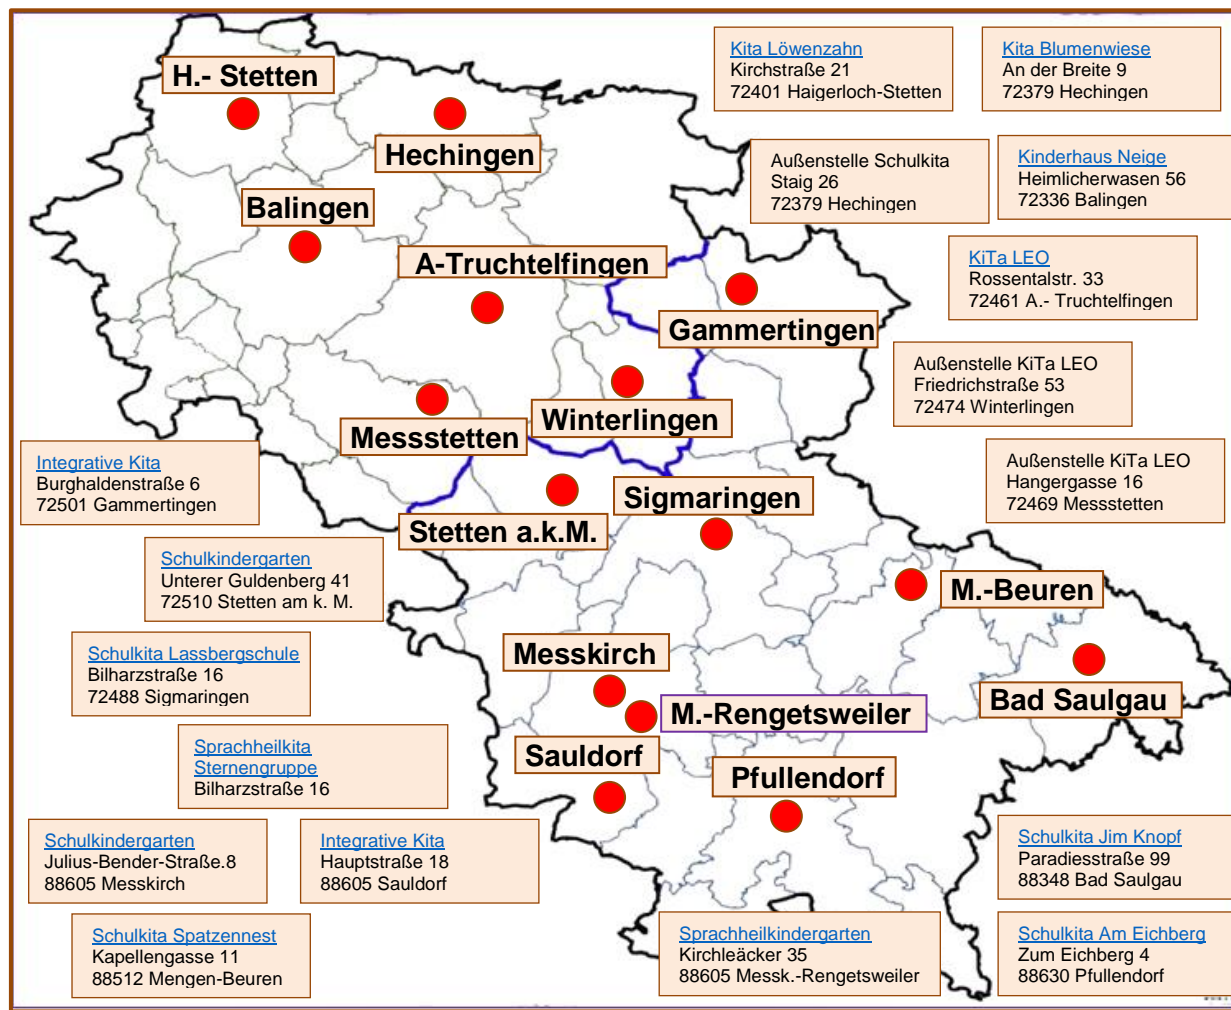 Kita Löwenzahn
Kirchstraße 21
72401 Haigerloch-Stetten
Kita Blumenwiese
An der Breite 9
72379 Hechingen
H.- Stetten
Hechingen
Außenstelle Schulkita
Staig 26
72379 Hechingen
Kinderhaus Neige
Heimlicherwasen 56
72336 Balingen
Balingen
A-Truchtelfingen
KiTa LEO
Rossentalstr. 33
72461 A.- Truchtelfingen
Gammertingen
Außenstelle KiTa LEO
Friedrichstraße 53
72474 Winterlingen
Winterlingen
Messstetten
Integrative Kita
Burghaldenstraße 6
72501 Gammertingen
Außenstelle KiTa LEO
Hangergasse 16
72469 Messstetten
Sigmaringen
Stetten a.k.M.
Schulkindergarten
Unterer Guldenberg 41
72510 Stetten am k. M.
M.-Beuren
Messkirch
Schulkita Lassbergschule
Bilharzstraße 16
72488 Sigmaringen
M.-Rengetsweiler
Bad Saulgau
Sprachheilkita
Sternengruppe
Bilharzstraße 16
Sauldorf
Pfullendorf
Schulkindergarten
Julius-Bender-Straße.8
88605 Messkirch
Integrative Kita
Hauptstraße 18
88605 Sauldorf
Schulkita Jim Knopf
Paradiesstraße 99
88348 Bad Saulgau
Schulkita Spatzennest
Kapellengasse 11
88512 Mengen-Beuren
Sprachheilkindergarten
Kirchleäcker 35
88605 Messk.-Rengetsweiler
Schulkita Am Eichberg
Zum Eichberg 4
88630 Pfullendorf